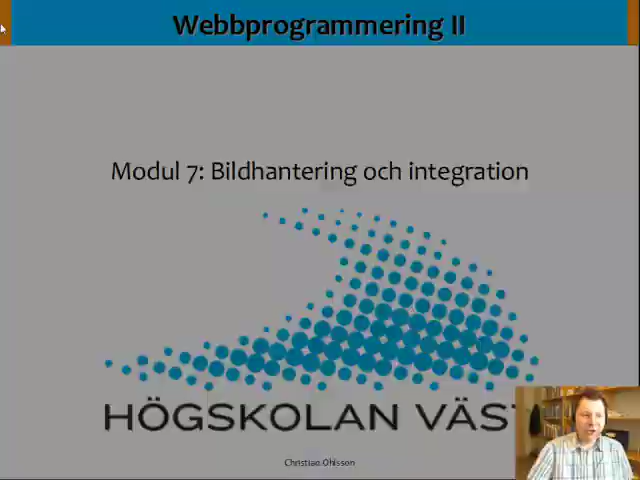 Webbprogrammering II
Modul 7: Bildhantering och integration
HÖGSKOLAN VÄST
Christian Ohlsson